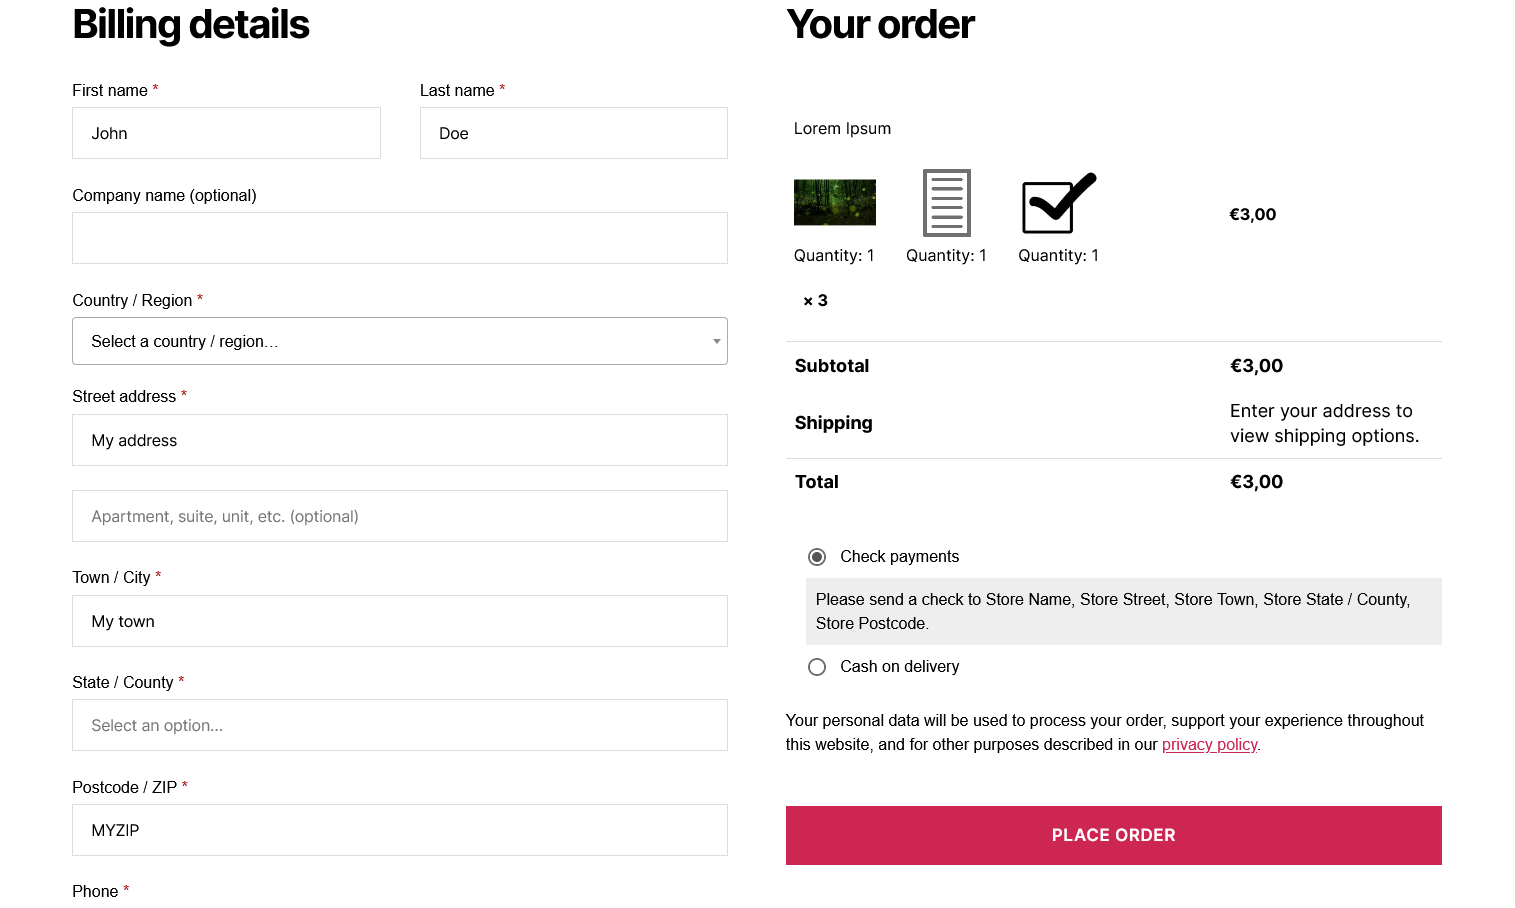 Billing details
First name *
Last name *
John
Doe
Company name (optional)
Country / Region *
Select a country / region…
Street address *
My address
Apartment, suite, unit, etc. (optional)
Town / City *
My town
State / County *
Select an option…
Postcode / ZIP *
MYZIP
Phone *
Your order
Lorem Ipsum
Quantity: 1
Quantity: 1
Quantity: 1
€3,00
× 3
Subtotal
€3,00
Shipping
Enter your address to
view shipping options.
Total
€3,00
Check payments
Please send a check to Store Name, Store Street, Store Town, Store State / County,
Store Postcode.
Cash on delivery
Your personal data will be used to process your order, support your experience throughout
this website, and for other purposes described in our privacy policy.
PLACE ORDER